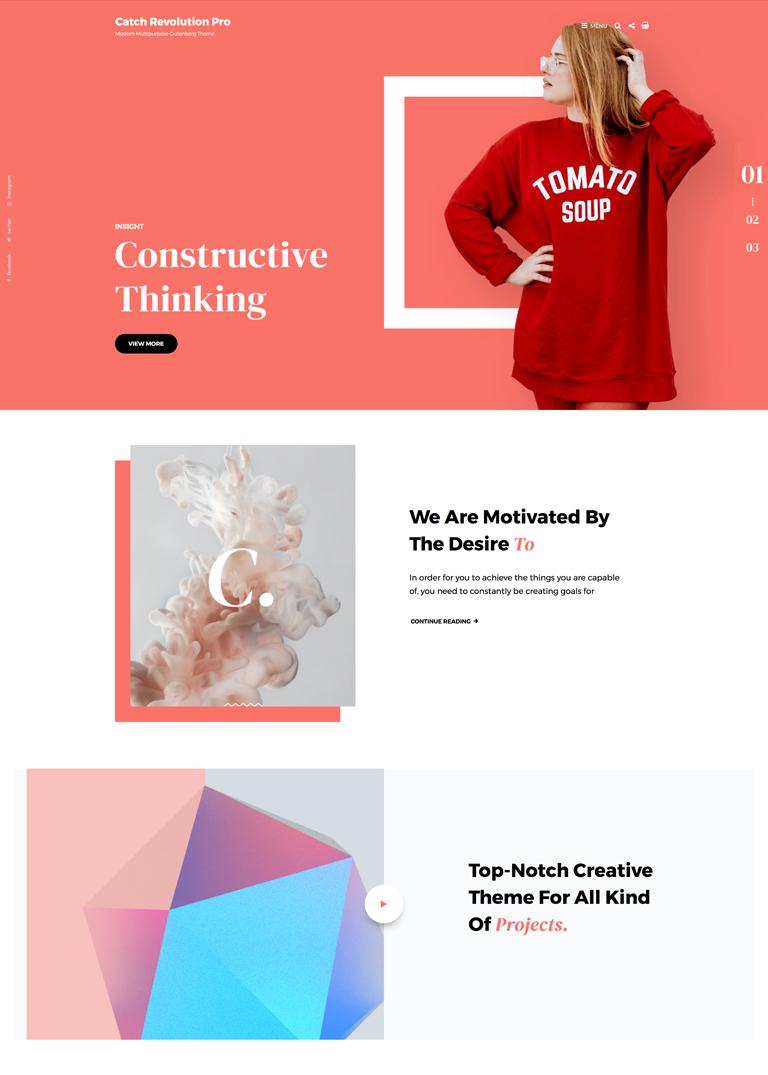 Catch Revolution Pro
Modern Multipurpose Gutenberg Theme
MENU
TOMATO
SOUP
01
02
03
Instagram
twitter
facebook
INSIGHT
Constructive
Thinking
VIEW MORE
C.
We Are Motivated By
The Desire To
In order for you to achieve the things you are capable
of, you need to constantly be creating goals for
CONTINUE READING
Top-Notch Creative
Theme For All Kind
Of Projects.